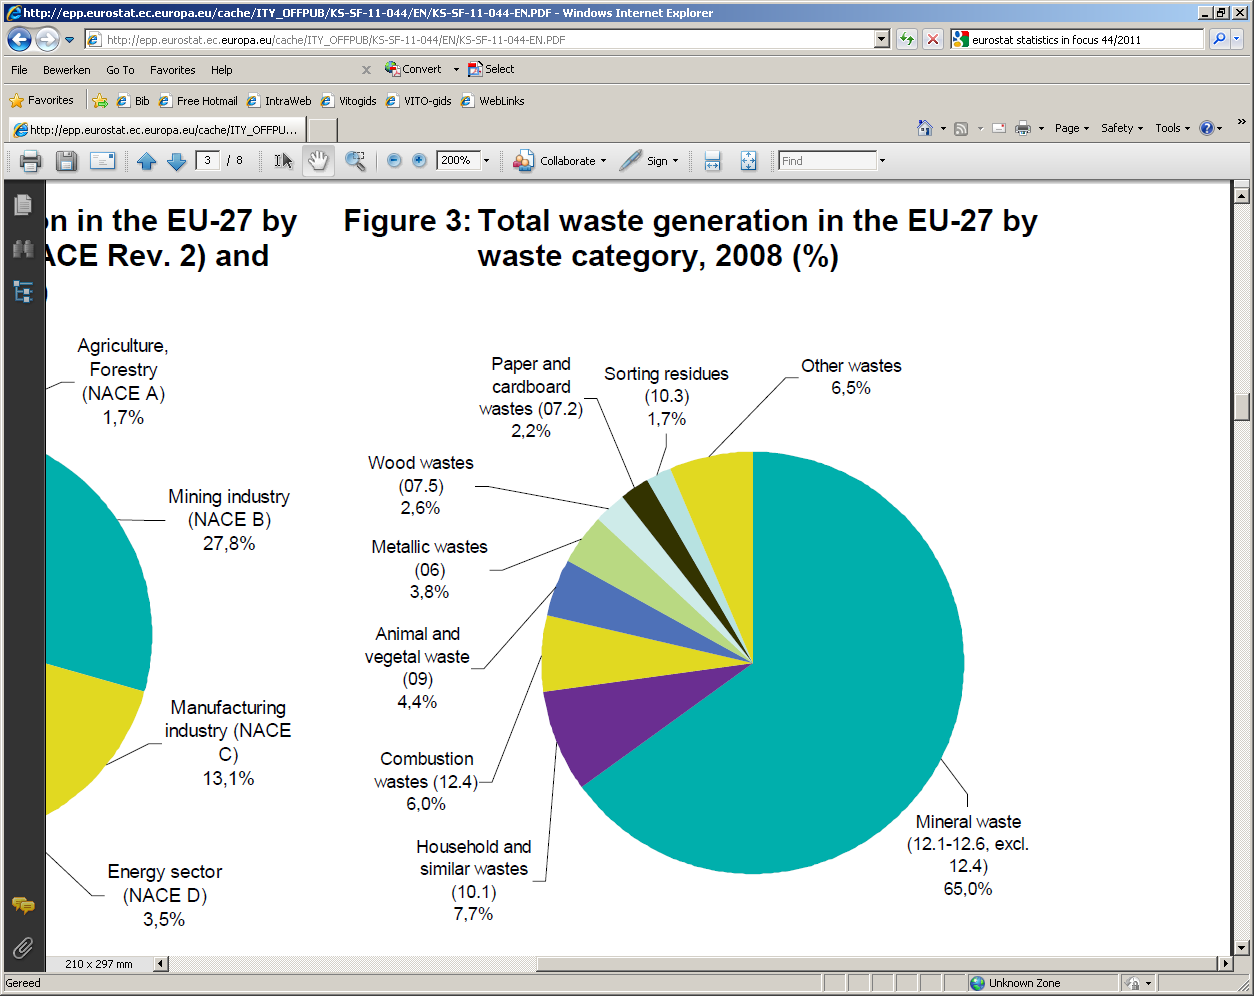 http://epp.eurostat.ec.europa.eu/cache/ITY_OFFPUB/KS-SF-11-044/EN/KS-SF-11-044-EN.PDF - Windows Internet Explorer
http://epp.eurostat.ec.europa.eu/cache/ITY_OFFPUB/KS-SF-11-044/EN/KS-SF-11-044-EN.PDF
eurostat statistics in focus 44/2011
File Bewerken Go To Favorites Help x Convert Select
Favorites Bib Free Hotmail IntraWeb Vitogids VITO-gids WebLinks
http://epp.eurostat.ec.europa.eu/cache/ITY_OFFPU...
Page Safety Tools »
3 / 8 200% Collaborate Sign Find
on in the EU-27 by
ACE Rev. 2) and
)
Agriculture,
Forestry
(NACE A)
1,7%
Mining industry
(NACE B)
27,8%
Manufacturing
industry (NACE
C)
13,1%
Energy sector
(NACE D)
3,5%
Figure 3: Total waste generation in the EU-27 by
waste category, 2008 (%)
Paper and
cardboard
wastes (07.2)
2,2%
Sorting residues
(10.3)
1,7%
Other wastes
6,5%
Wood wastes
(07.5)
2,6%
Metallic wastes
(06)
3,8%
Animal and
vegetal waste
(09)
4,4%
Combustion
wastes (12.4)
6,0%
Household and
similar wastes
(10.1)
7,7%
Mineral waste
(12.1-12.6, excl.
12.4)
65,0%
210 x 297 mm
Gereed
Unknown Zone